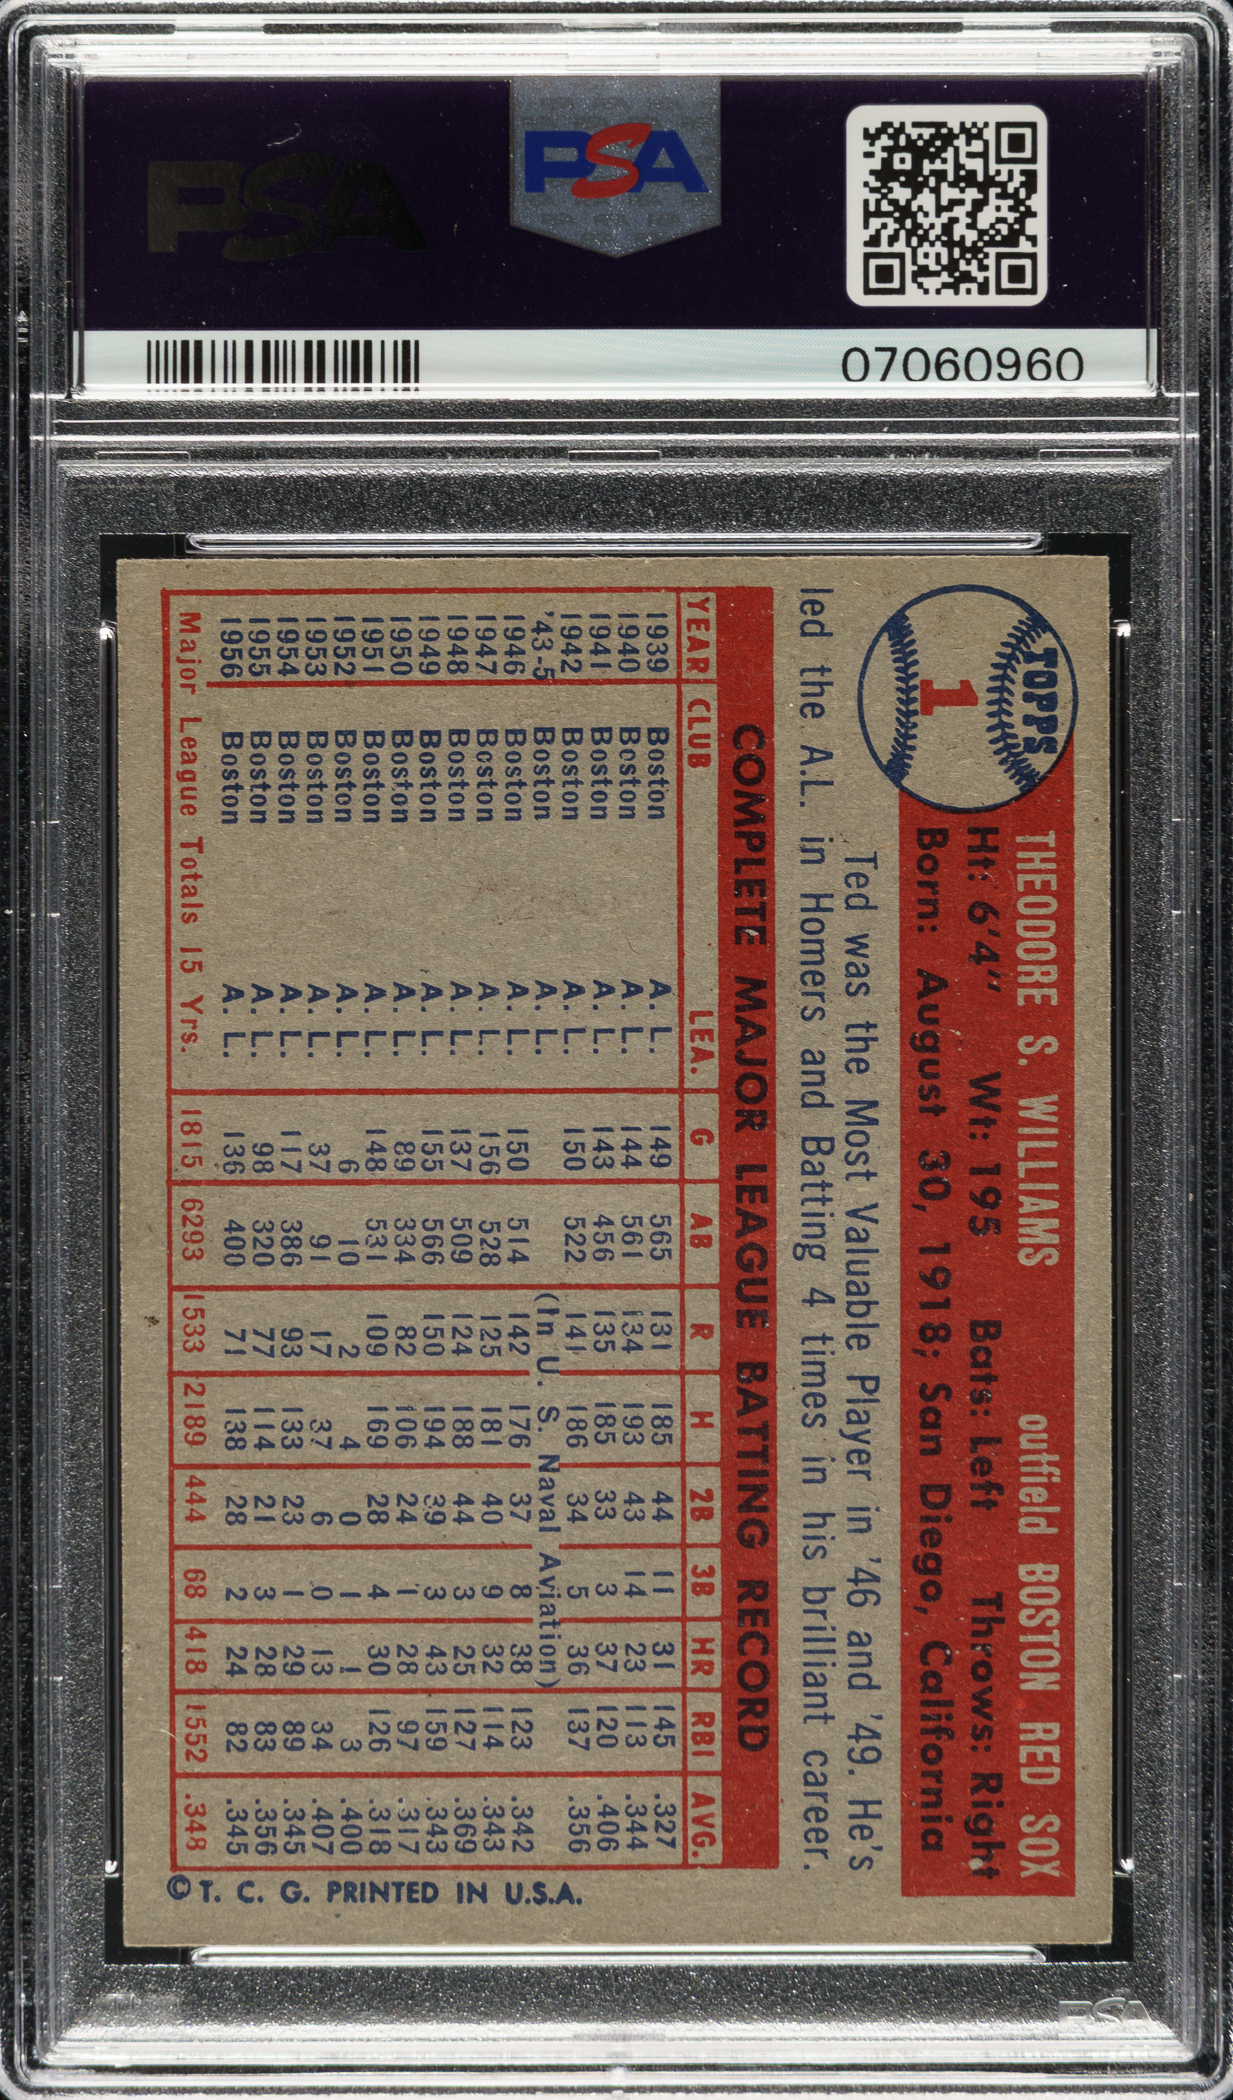 PSA
PSA
07060960
TOPPS
1
THEODORE S. WILLIAMS outfield BOSTON RED SOX
Ht: 6'4" Wt: 195 Bats: Left Throws: Right
Born: August 30, 1918; San Diego, California
Ted was the Most Valuable Player in '46 and '49. He's
led the A.L. in Homers and Batting 4 times in his brilliant career.
COMPLETE MAJOR LEAGUE BATTING RECORD
YEAR CLUB LEA. G AB R H 2B 3B HR RBI AVG.
1939 Boston A. L. 149 565 131 185 44 11 31 145 .327
1940 Boston A. L. 144 561 134 193 43 14 23 113 .344
1941 Boston A. L. 143 456 135 185 33 3 37 120 .406
1942 Boston A. L. 150 522 141 186 34 5 36 137 .356
'43-5 Boston A. L. (In U. S. Naval Aviation)
1946 Boston A. L. 150 514 142 176 37 8 38 123 .342
1947 Boston A. L. 156 528 125 181 40 9 32 114 .343
1948 Boston A. L. 137 509 124 188 44 3 25 127 .369
1949 Boston A. L. 155 566 150 194 39 3 43 159 .343
1950 Boston A. L. 89 334 82 106 24 1 28 97 .317
1951 Boston A. L. 148 531 109 169 28 4 30 126 .318
1952 Boston A. L. 6 10 2 4 0 1 1 3 .400
1953 Boston A. L. 37 91 17 37 6 0 13 34 .407
1954 Boston A. L. 117 386 93 133 23 1 29 89 .345
1955 Boston A. L. 98 320 77 114 21 3 28 83 .356
1956 Boston A. L. 136 400 71 138 28 2 24 82 .345
Major League Totals 15 Yrs. 1815 6293 1533 2189 444 68 418 1552 .348
© T. C. G. PRINTED IN U.S.A.
PSA